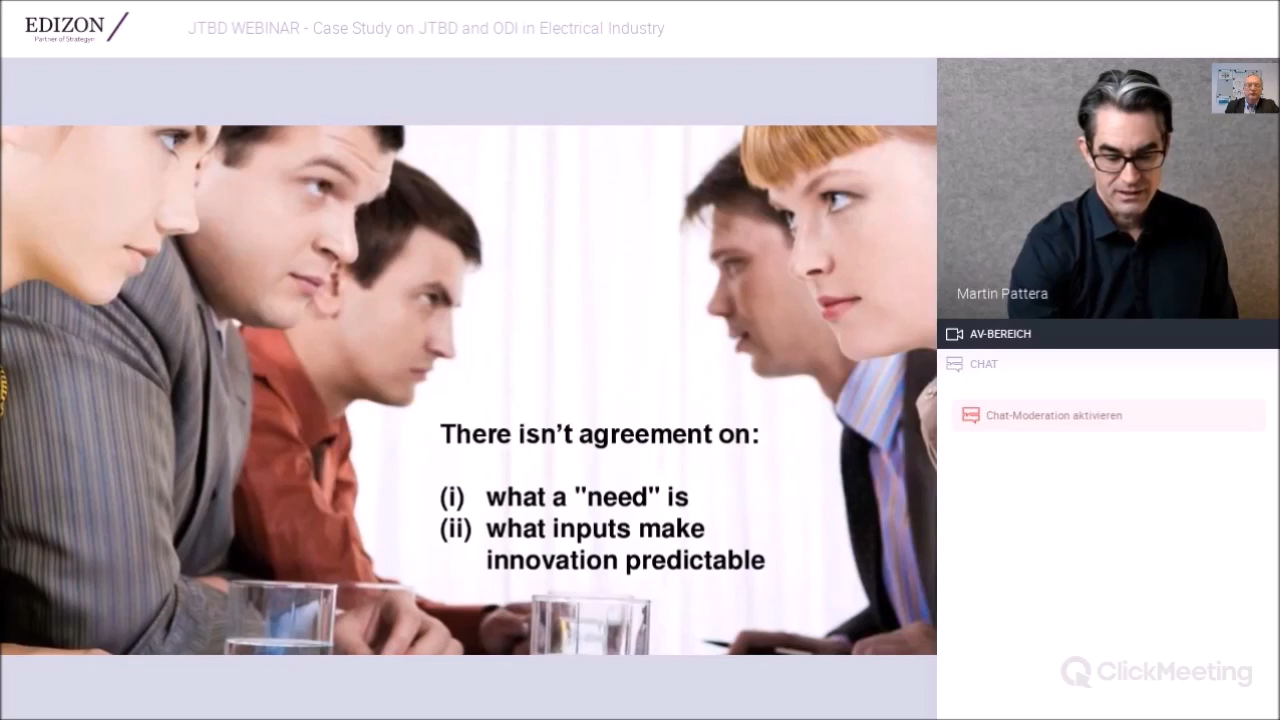 EDIZON
Partner of Strategyn
JTBD WEBINAR - Case Study on JTBD and ODI in Electrical Industry
There isn’t agreement on:
(i) what a "need" is
(ii) what inputs make
innovation predictable
Martin Pattera
AV-BEREICH
CHAT
Chat-Moderation aktivieren
ClickMeeting